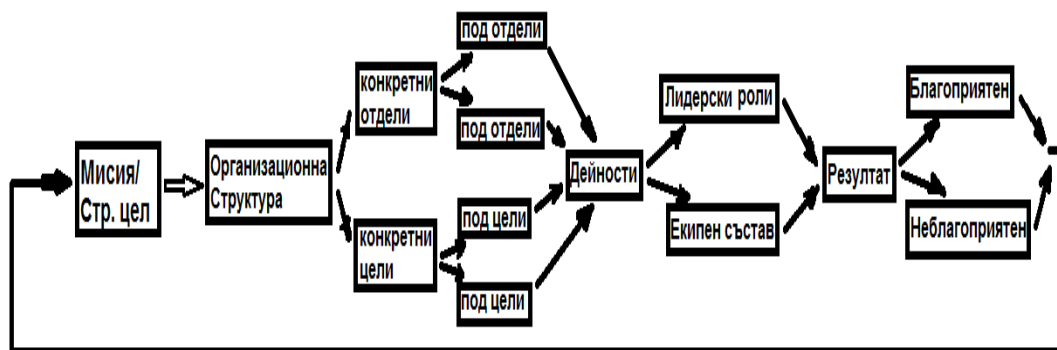 Мисия/
Стр. цел
Организационна
Структура
конкретни
отдели
конкретни
цели
под отдели
под отдели
под цели
под цели
Дейности
Лидерски роли
Екипен състав
Резултат
Благоприятен
Неблагоприятен